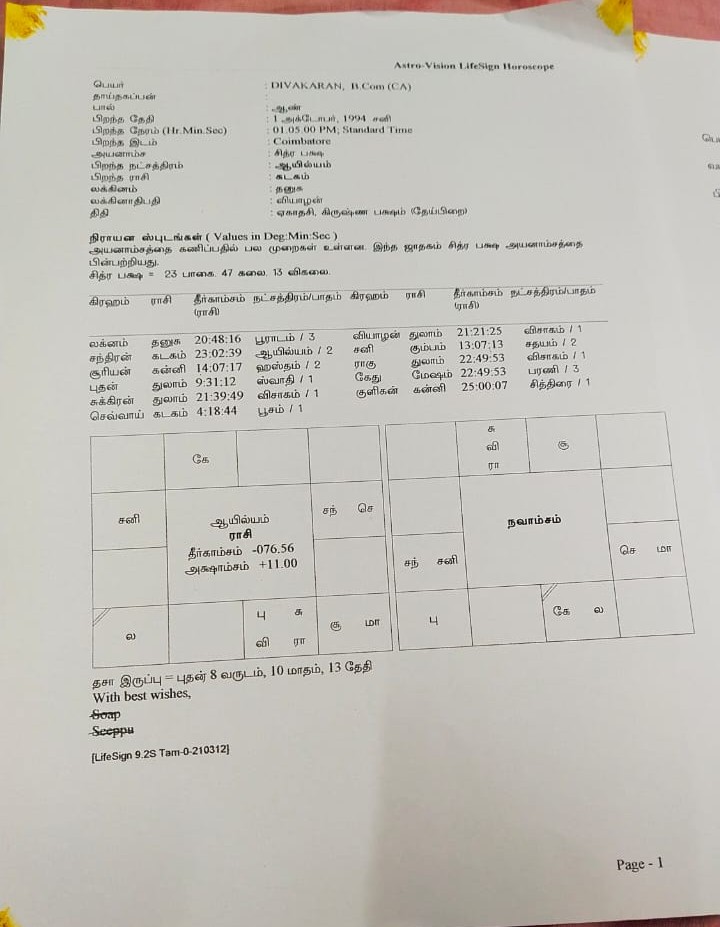 Astro-Vision LifeSign Horoscope
பெயர் : DIVAKARAN, B.Com (CA)
தாய்தகப்பன் :
பால் : ஆண்
பிறந்த தேதி : 1 அக்டோபர், 1994 சனி
பிறந்த நேரம் (Hr.Min.Sec) : 01.05.00 PM; Standard Time
பிறந்த இடம் : Coimbatore
அயனாம்ச : சித்ர பக்ஷ
பிறந்த நட்சத்திரம் : ஆயில்யம்
பிறந்த ராசி : கடகம்
லக்கினம் : தனுசு
லக்கினாதிபதி : வியாழன்
திதி : ஏகாதசி, கிருஷ்ண பக்ஷம் (தேய்பிறை)
நிராயன ஸ்புடங்கள் ( Values in Deg:Min:Sec )
அயனாம்சத்தை கணிப்பதில் பல முறைகள் உள்ளன. இந்த ஜாதகம் சித்ர பக்ஷ அயனாம்சத்தை
பின்பற்றியது.
சித்ர பக்ஷ = 23 பாகை. 47 கலை. 13 விகலை.
கிரஹம் ராசி தீர்காம்சம் நட்சத்திரம்/பாதம் கிரஹம் ராசி தீர்காம்சம் நட்சத்திரம்/பாதம்
(ராசி) (ராசி)
லக்னம் தனுசு 20:48:16 பூராடம் / 3 வியாழன் துலாம் 21:21:25 விசாகம் / 1
சந்திரன் கடகம் 23:02:39 ஆயில்யம் / 2 சனி கும்பம் 13:07:13 சதயம் / 2
சூரியன் கன்னி 14:07:17 ஹஸ்தம் / 2 ராகு துலாம் 22:49:53 விசாகம் / 1
புதன் துலாம் 9:31:12 ஸ்வாதி / 1 கேது மேஷம் 22:49:53 பரணி / 3
சுக்கிரன் துலாம் 21:39:49 விசாகம் / 1 குளிகன் கன்னி 25:00:07 சித்திரை / 1
செவ்வாய் கடகம் 4:18:44 பூசம் / 1
கே
சனி
சந் செ
ஆயில்யம்
ராசி
தீர்காம்சம் -076.56
அக்ஷாம்சம் +11.00
ல
பு சு
வி ரா
சூ மா
சு
வி
ரா
சூ
நவாம்சம்
செ மா
சந் சனி
பு
கே ல
தசா இருப்பு = புதன் 8 வருடம், 10 மாதம், 13 தேதி
With best wishes,
Soap
Seeppu
[LifeSign 9.2S Tam-0-210312]
Page - 1